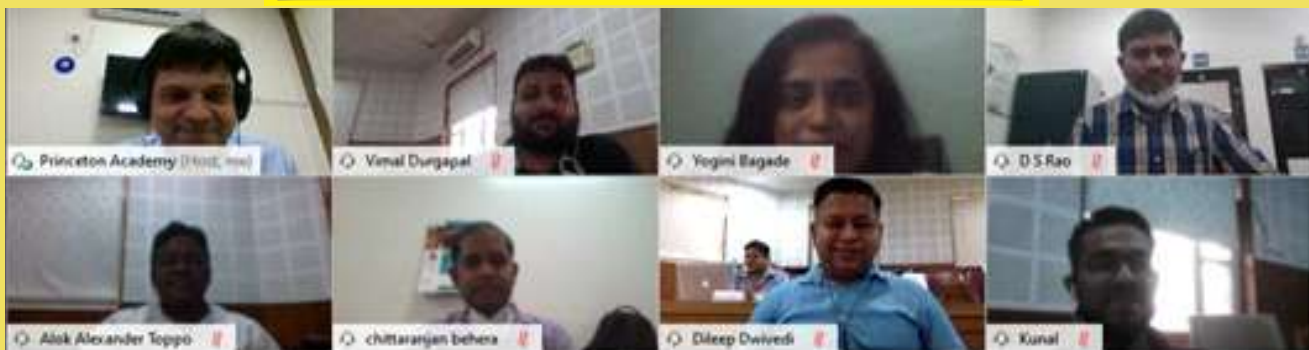 Princeton Academy (Host, me)
Vimal Durgapal
Yogini Bagade
D S Rao
Alok Alexander Toppo
chittaranjan behera
Dileep Dwivedi
Kunal